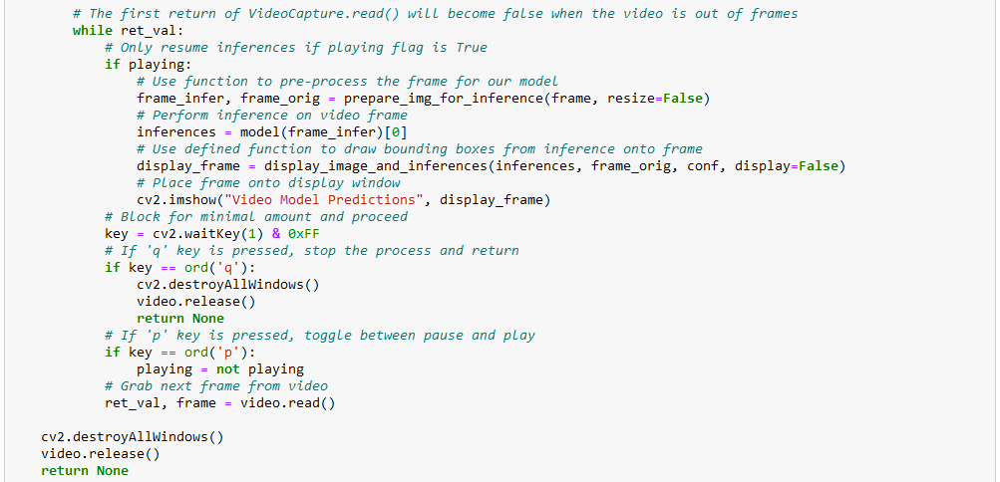 # The first return of VideoCapture.read() will become false when the video is out of frames
while ret_val:
# Only resume inferences if playing flag is True
if playing:
# Use function to pre-process the frame for our model
frame_infer, frame_orig = prepare_img_for_inference(frame, resize=False)
# Perform inference on video frame
inferences = model(frame_infer)[0]
# Use defined function to draw bounding boxes from inference onto frame
display_frame = display_image_and_inferences(inferences, frame_orig, conf, display=False)
# Place frame onto display window
cv2.imshow("Video Model Predictions", display_frame)
# Block for minimal amount and proceed
key = cv2.waitKey(1) & 0xFF
# If 'q' key is pressed, stop the process and return
if key == ord('q'):
cv2.destroyAllWindows()
video.release()
return None
# If 'p' key is pressed, toggle between pause and play
if key == ord('p'):
playing = not playing
# Grab next frame from video
ret_val, frame = video.read()
cv2.destroyAllWindows()
video.release()
return None